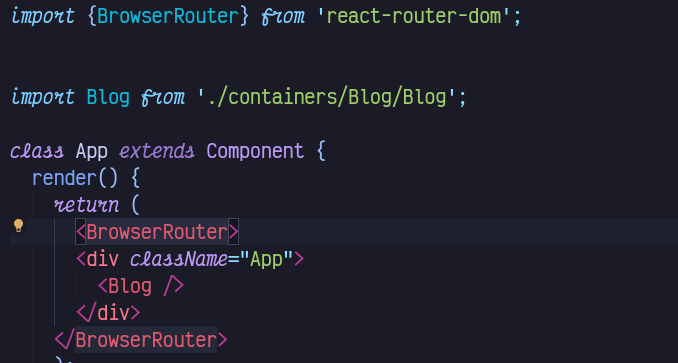 import {BrowserRouter} from 'react-router-dom';
import Blog from './containers/Blog/Blog';
class App extends Component {
render() {
return (
<BrowserRouter>
<div className="App">
<Blog />
</div>
</BrowserRouter>
);